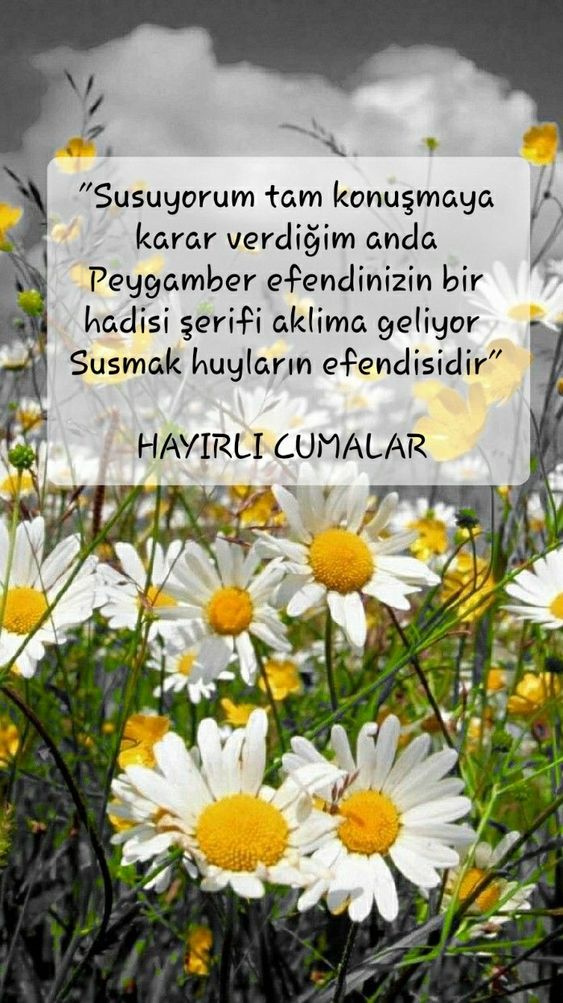 "Susuyorum tam konuşmaya
karar verdiğim anda
Peygamber efendinizin bir
hadisi şerifi aklima geliyor
Susmak huyların efendisidir"
HAYIRLI CUMALAR